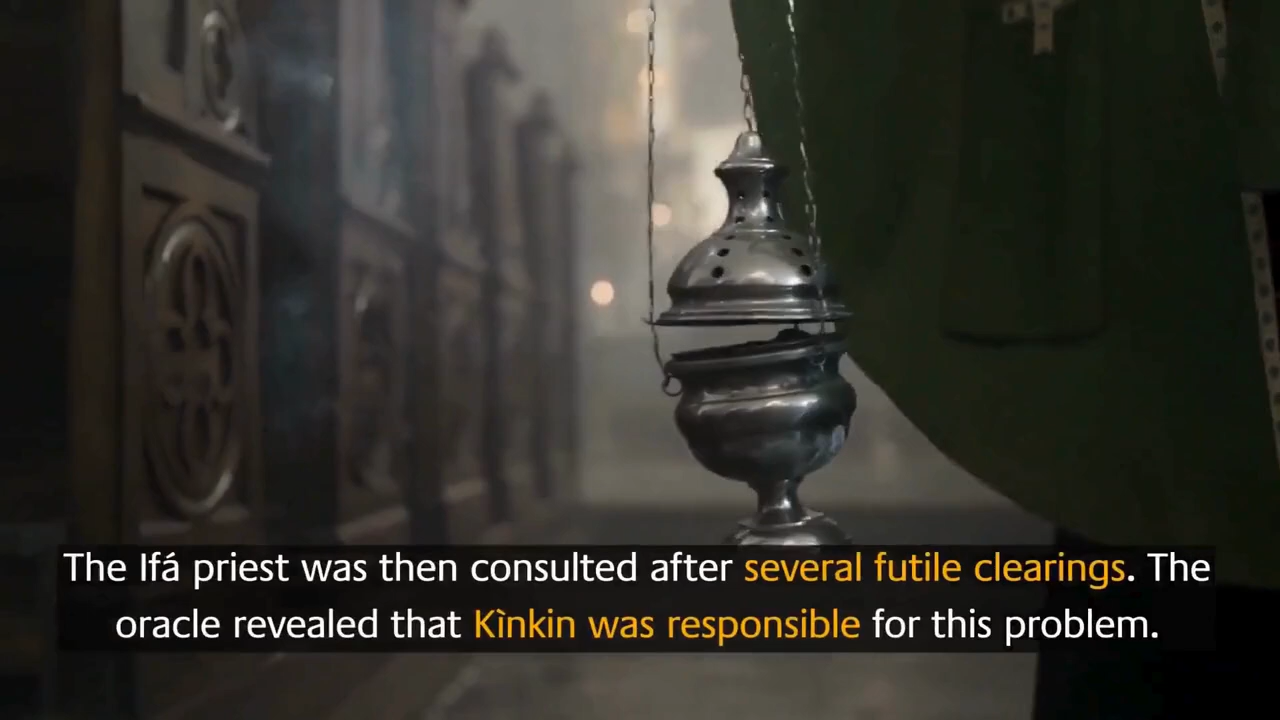 The Ifá priest was then consulted after several futile clearings. The
oracle revealed that Kìnkin was responsible for this problem.